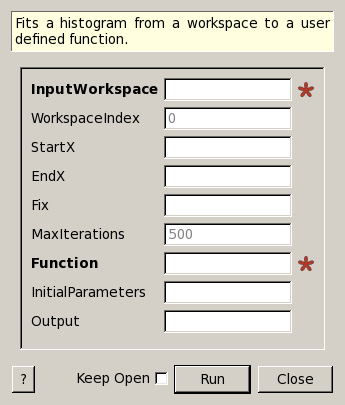 Fits a histogram from a workspace to a user
defined function.
InputWorkspace *
WorkspaceIndex 0
StartX
EndX
Fix
MaxIterations 500
Function *
InitialParameters
Output
? Keep Open Run Close